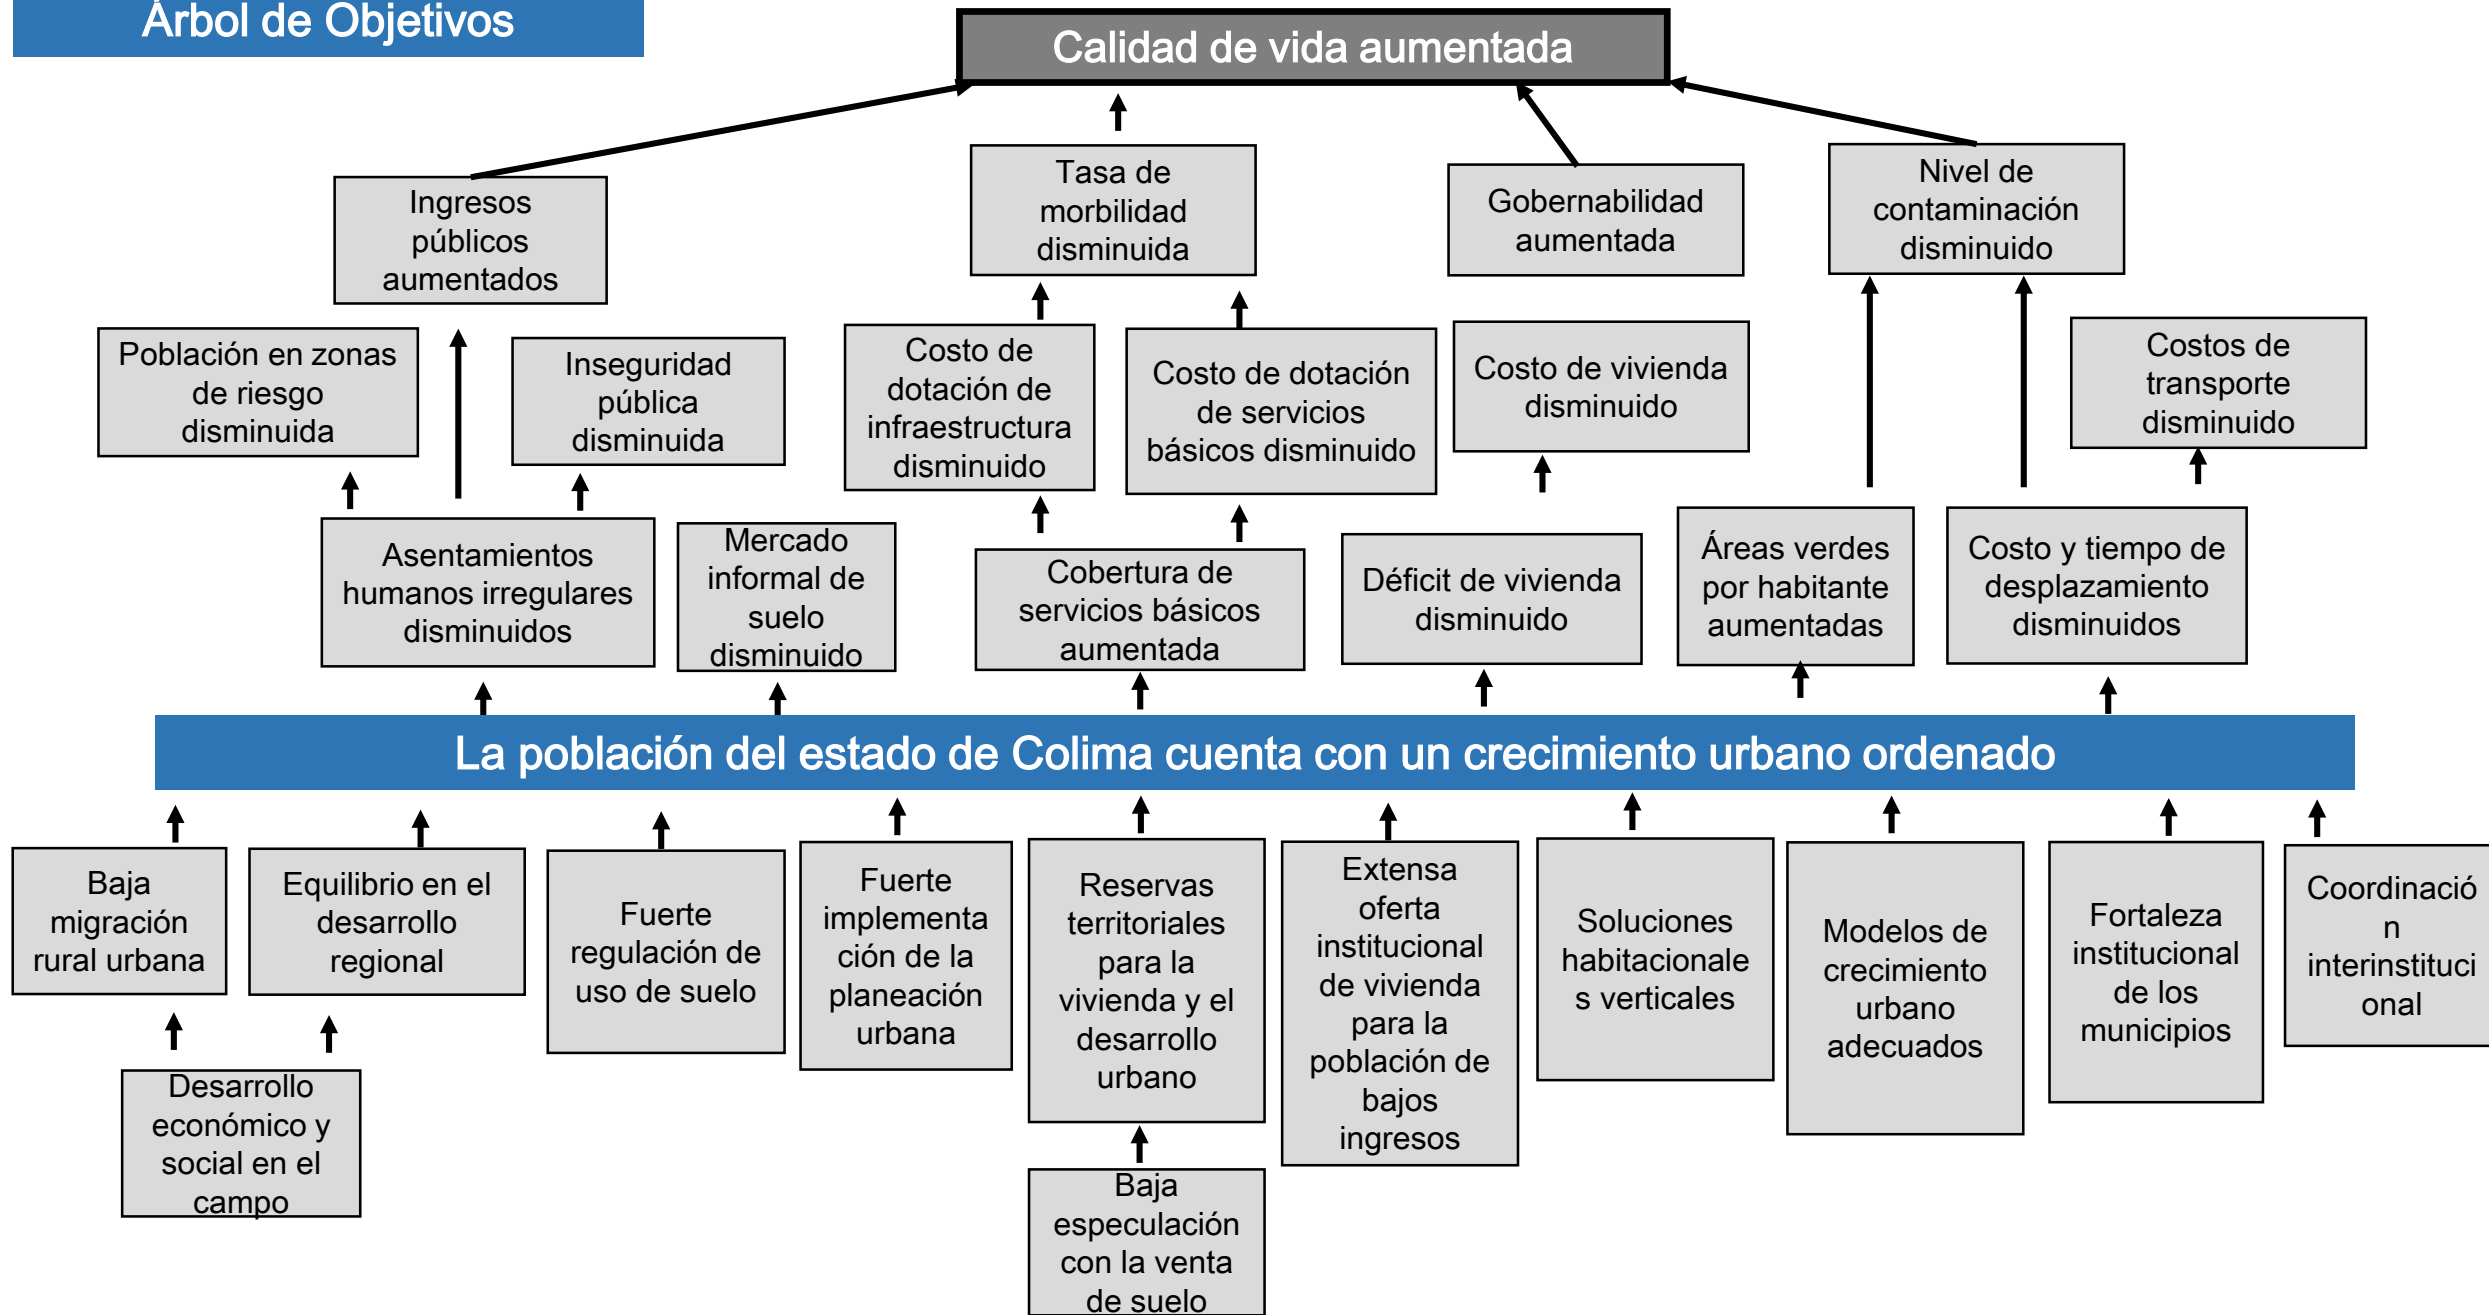 Árbol de Objetivos
Calidad de vida aumentada
Ingresos
públicos
aumentados
Tasa de
morbilidad
disminuida
Gobernabilidad
aumentada
Nivel de
contaminación
disminuido
Población en zonas
de riesgo
disminuida
Inseguridad
pública
disminuida
Costo de
dotación de
infraestructura
disminuido
Costo de dotación
de servicios
básicos disminuido
Costo de vivienda
disminuido
Costos de
transporte
disminuido
Asentamientos
humanos irregulares
disminuidos
Mercado
informal de
suelo
disminuido
Cobertura de
servicios básicos
aumentada
Déficit de vivienda
disminuido
Áreas verdes
por habitante
aumentadas
Costo y tiempo de
desplazamiento
disminuidos
La población del estado de Colima cuenta con un crecimiento urbano ordenado
Baja
migración
rural urbana
Equilibrio en el
desarrollo
regional
Fuerte
regulación de
uso de suelo
Fuerte
implementa
ción de la
planeación
urbana
Reservas
territoriales
para la
vivienda y el
desarrollo
urbano
Extensa
oferta
institucional
de vivienda
para la
población de
bajos
ingresos
Soluciones
habitacionale
s verticales
Modelos de
crecimiento
urbano
adecuados
Fortaleza
institucional
de los
municipios
Coordinació
n
interinstituci
onal
Desarrollo
económico y
social en el
campo
Baja
especulación
con la venta
de suelo